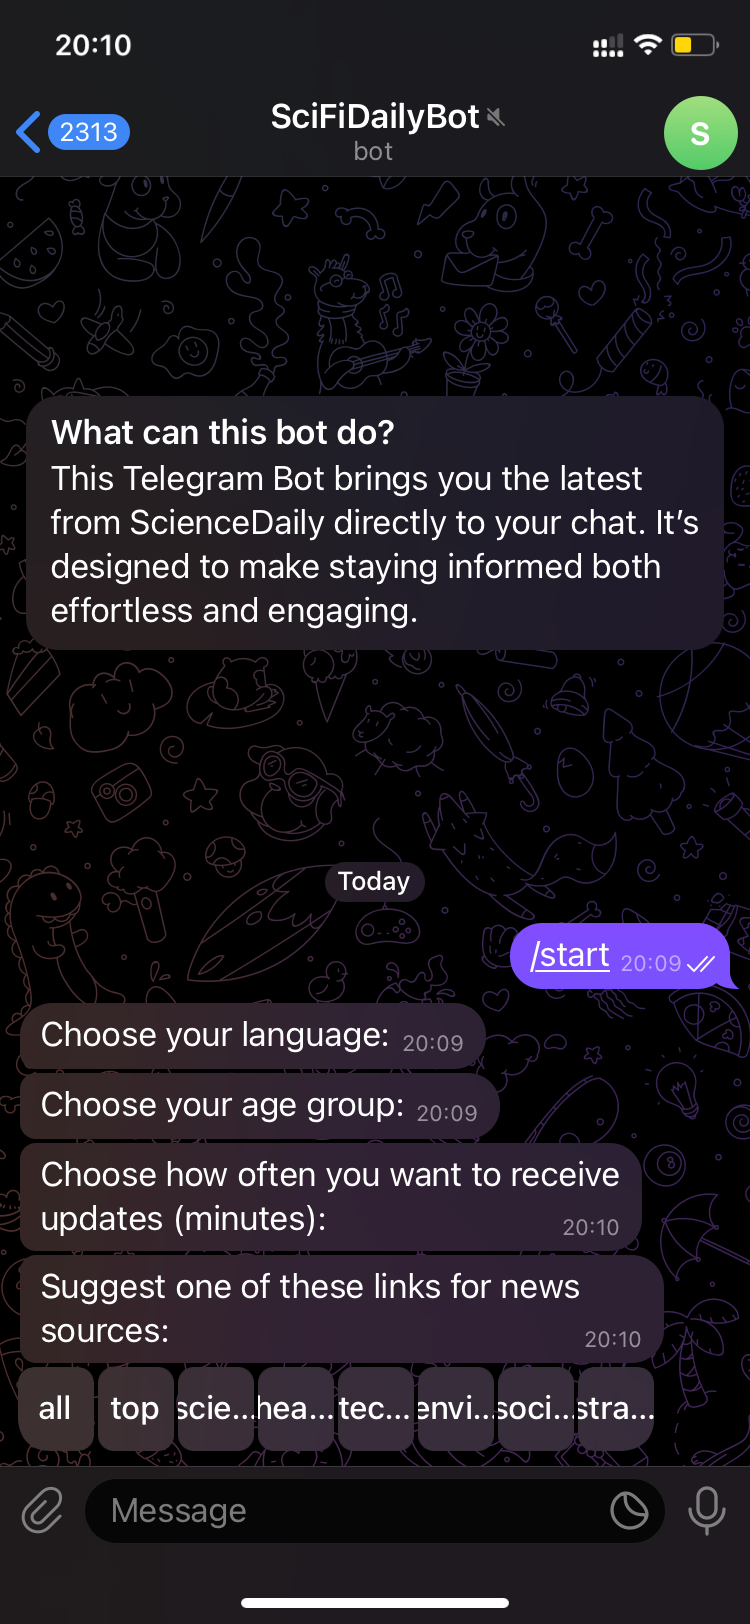 20:10
2313
SciFiDailyBot
bot
S
What can this bot do?
This Telegram Bot brings you the latest
from ScienceDaily directly to your chat. It’s
designed to make staying informed both
effortless and engaging.
Today
/start 20:09
Choose your language: 20:09
Choose your age group: 20:09
Choose how often you want to receive
updates (minutes): 20:10
Suggest one of these links for news
sources: 20:10
all top scie... hea... tec... envi... soci... stra...
Message